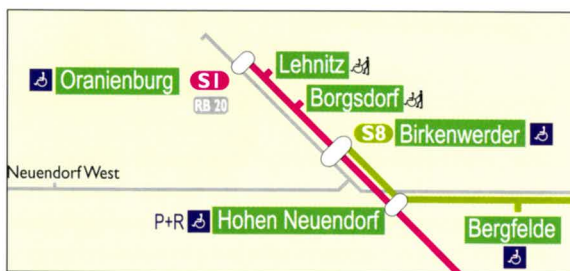 Lehnitz
Oranienburg S1
RB 20
Borgsdorf
S8 Birkenwerder
Neuendorf West
P+R Hohen Neuendorf
Bergfelde